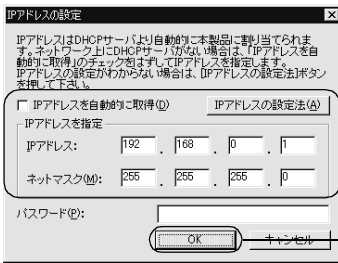 IPアドレスの設定
IPアドレスはDHCPサーバより自動的に本製品に割り当てられま
す。ネットワーク上にDHCPサーバがない場合は、「IPアドレスを自
動的に取得」のチェックをはずしてIPアドレスを指定します。
IPアドレスの設定がわからない場合は、[IPアドレスの設定法]ボタン
を押して下さい。
IPアドレスを自動的に取得(D)
IPアドレスの設定法(A)
IPアドレスを指定
IPアドレス: 192 . 168 . 0 . 1
ネットマスク(M): 255 . 255 . 255 . 0
パスワード(P):
OK
キャンセル